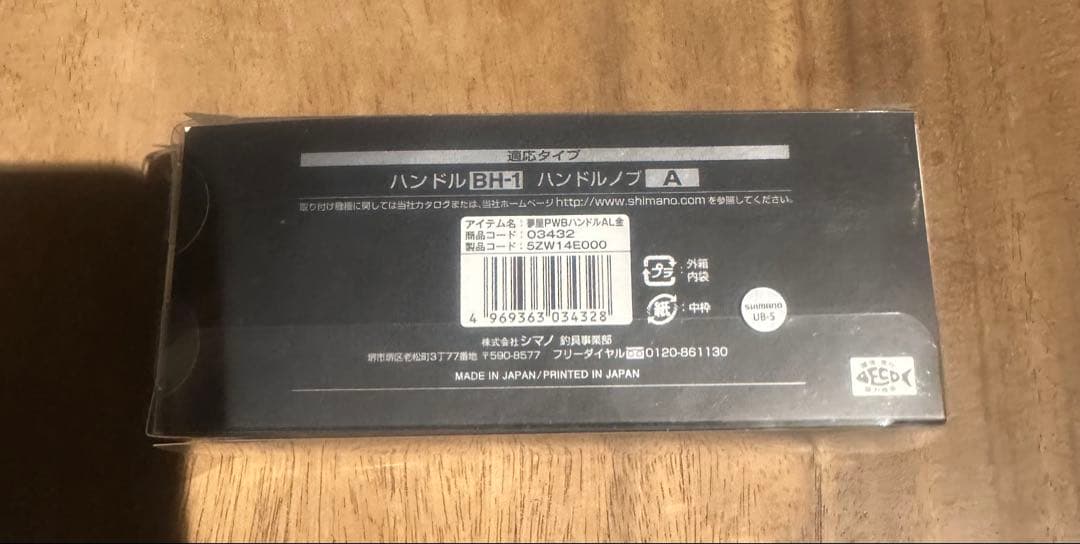 適応タイプ
ハンドル BH-1 ハンドルノブ A
取り付け機種に関しては当社カタログまたは、当社ホームページ http://www.shimano.com を参照してください。
アイテム名：夢屋PWBハンドルAL金
商品コード：03432
製品コード：5ZW14E000
4 969363 034328
プラ：外箱
内袋
紙：中枠
SHIMANO
UB-S
株式会社 シマノ 釣具事業部
堺市堺区老松町3丁77番地 〒590-8577 フリーダイヤル 0120-861130
MADE IN JAPAN/PRINTED IN JAPAN
ECO